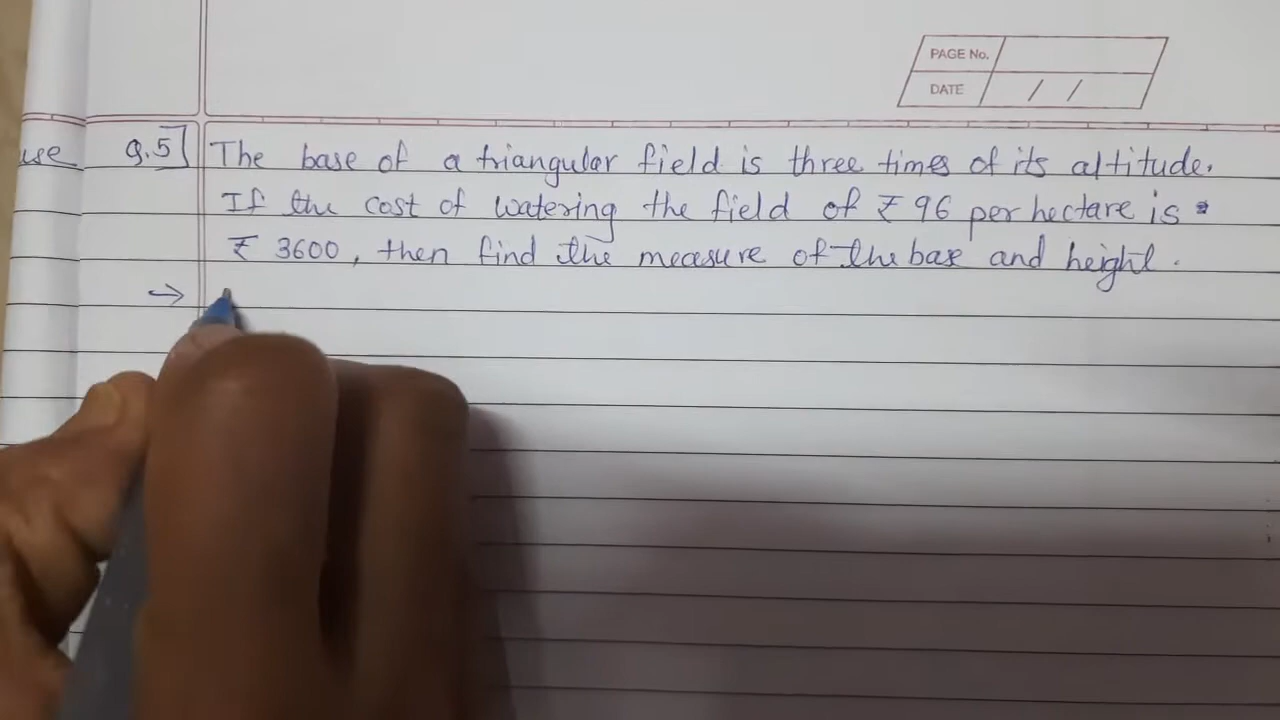 PAGE No.
DATE / /
use Q.5] The base of a triangular field is three times of its altitude.
If the cost of watering the field of ₹ 96 per hectare is
₹ 3600, then find the measure of the base and height.
→